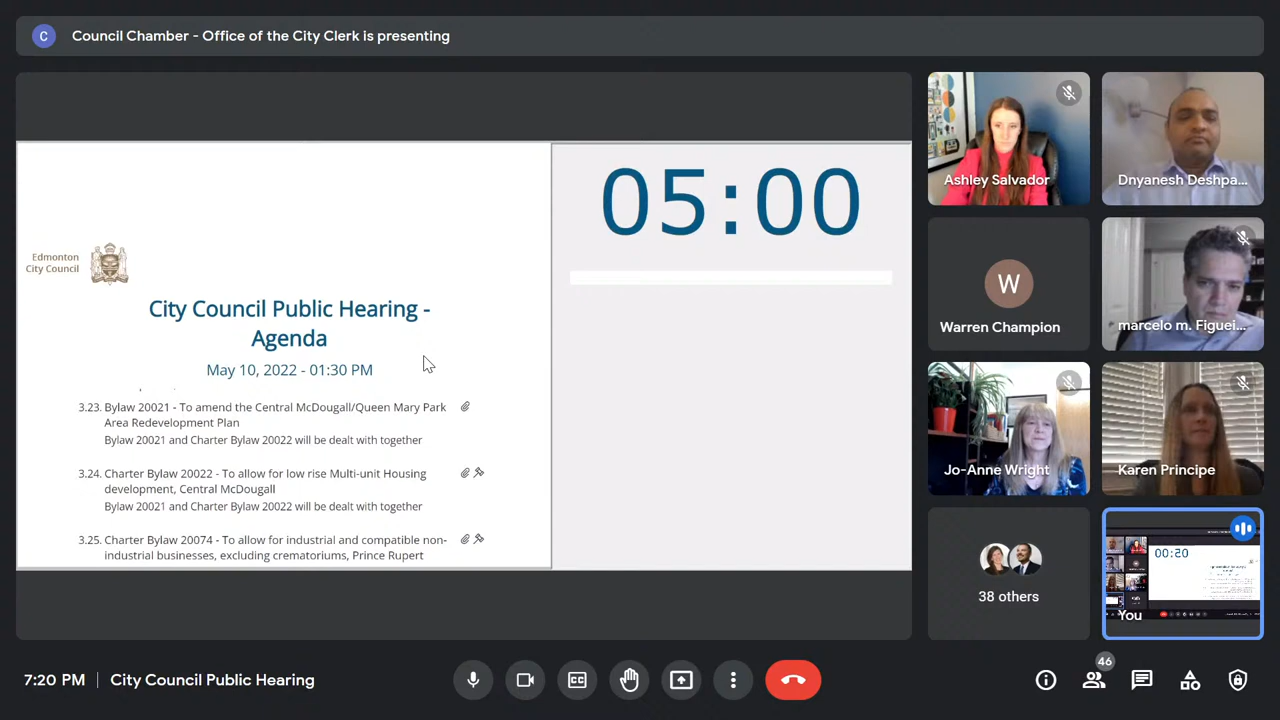 C
Council Chamber - Office of the City Clerk is presenting
Edmonton
City Council
City Council Public Hearing -
Agenda
May 10, 2022 - 01:30 PM
3.23. Bylaw 20021 - To amend the Central McDougall/Queen Mary Park
Area Redevelopment Plan
Bylaw 20021 and Charter Bylaw 20022 will be dealt with together
3.24. Charter Bylaw 20022 - To allow for low rise Multi-unit Housing
development, Central McDougall
Bylaw 20021 and Charter Bylaw 20022 will be dealt with together
3.25. Charter Bylaw 20074 - To allow for industrial and compatible non-
industrial businesses, excluding crematoriums, Prince Rupert
05:00
Ashley Salvador
Dnyanesh Deshpa...
W
Warren Champion
marcelo m. Figuei...
Jo-Anne Wright
Karen Principe
38 others
You
7:20 PM | City Council Public Hearing
46